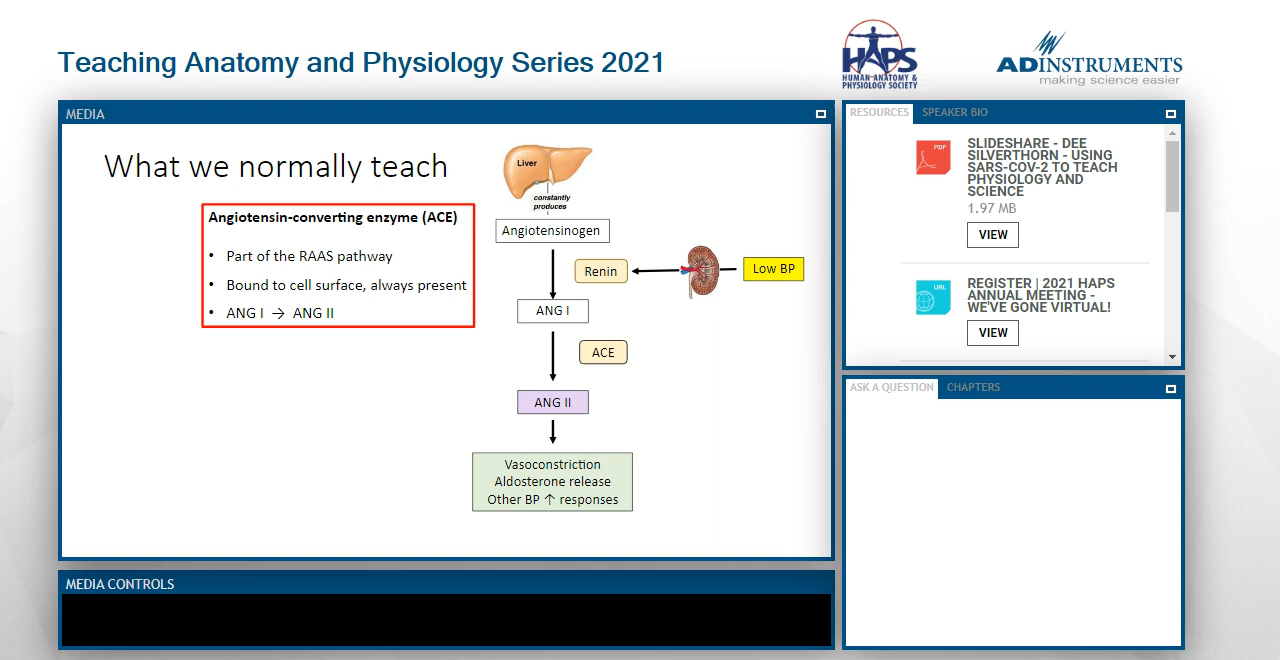 Teaching Anatomy and Physiology Series 2021
HAPS
HUMAN ANATOMY &
PHYSIOLOGY SOCIETY
ADINSTRUMENTS
making science easier
MEDIA
What we normally teach
Angiotensin-converting enzyme (ACE)
• Part of the RAAS pathway
• Bound to cell surface, always present
• ANG I → ANG II
Liver
constantly
produces
Angiotensinogen
Renin
Low BP
ANG I
ACE
ANG II
Vasoconstriction
Aldosterone release
Other BP ↑ responses
MEDIA CONTROLS
RESOURCES SPEAKER BIO
PDF
SLIDESHARE - DEE
SILVERTHORN - USING
SARS-COV-2 TO TEACH
PHYSIOLOGY AND
SCIENCE
1.97 MB
VIEW
URL
REGISTER | 2021 HAPS
ANNUAL MEETING -
WE'VE GONE VIRTUAL!
VIEW
ASK A QUESTION CHAPTERS